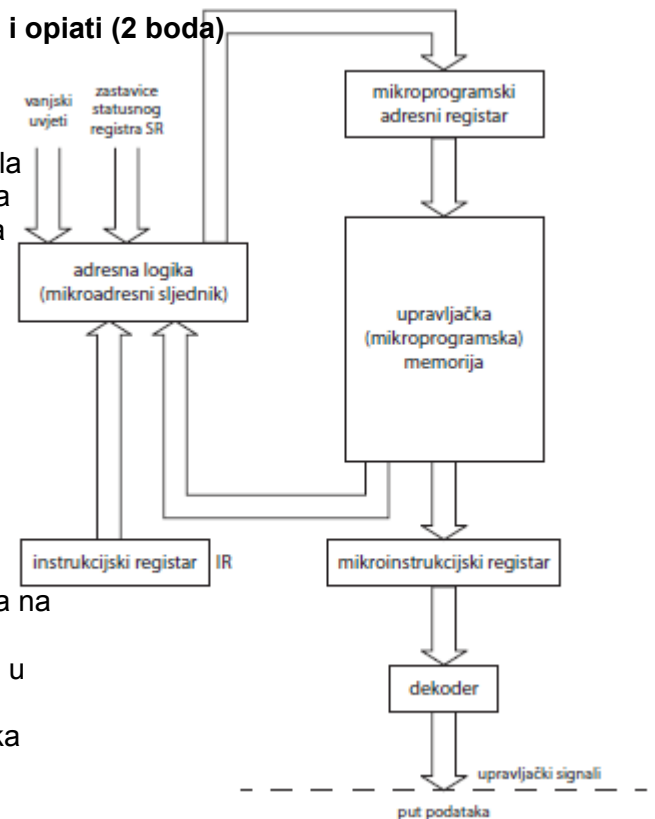 i opiati (2 boda)
vanjski
uvjeti
zastavice
statusnog
registra SR
la
a
a
mikroprogramski
adresni registar
adresna logika
(mikroadresni sljednik)
upravljačka
(mikroprogramska)
memorija
instrukcijski registar IR
mikroinstrukcijski registar
a na
u
ka
dekoder
upravljački signali
put podataka